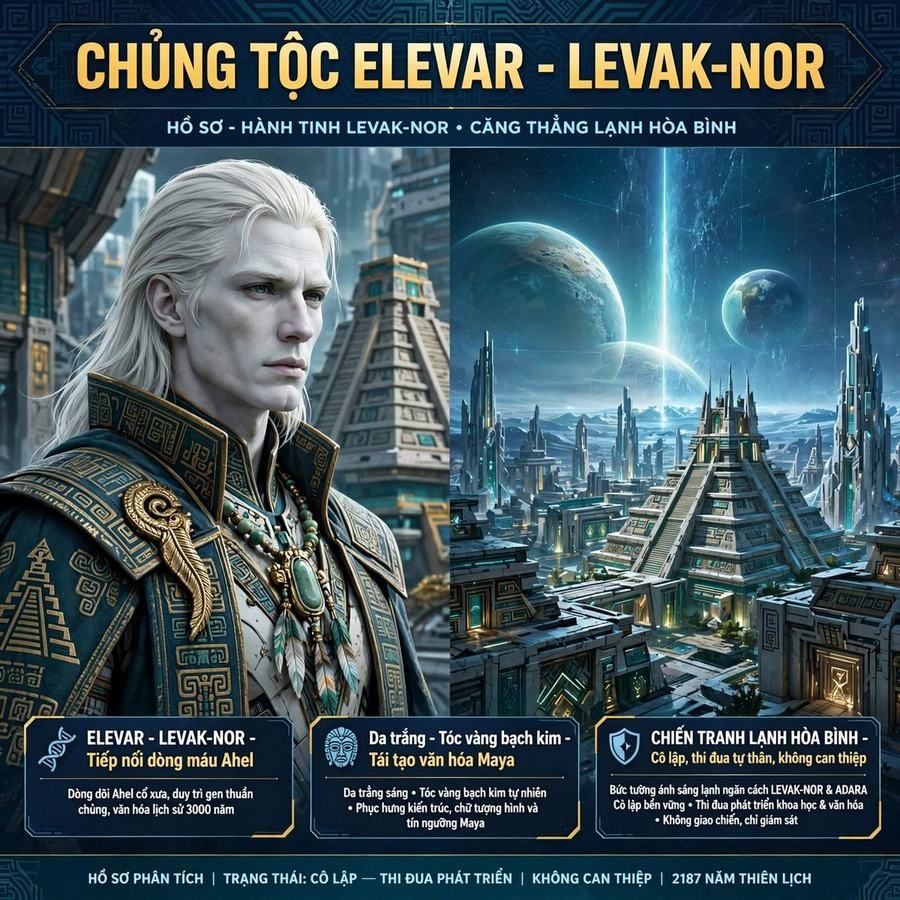 CHỦNG TỘC ELEVAR - LEVAK-NOR
HỒ SƠ - HÀNH TINH LEVAK-NOR • CĂNG THẲNG LẠNH HÒA BÌNH
ELEVAR - LEVAK-NOR -
Tiếp nối dòng máu Ahel
Dòng dõi Ahel cổ xưa, duy trì gen thuần
chủng, văn hóa lịch sử 3000 năm
Da trắng - Tóc vàng bạch kim -
Tái tạo văn hóa Maya
Da trắng sáng • Tóc vàng bạch kim tự nhiên
• Phục hưng kiến trúc, chữ tượng hình và
tín ngưỡng Maya
CHIẾN TRANH LẠNH HÒA BÌNH -
Cô lập, thi đua tự thân, không can thiệp
Bức tường ánh sáng lạnh ngăn cách LEVAK-NOR & ADARA
Cỏ lập bền vững • Thi đua phát triển khoa học & văn hóa
• Không giao chiến, chỉ giám sát
HỒ SƠ PHÂN TÍCH | TRẠNG THÁI: CÔ LẬP — THI ĐUA PHÁT TRIỂN | KHÔNG CAN THIỆP | 2187 NĂM THIÊN LỊCH